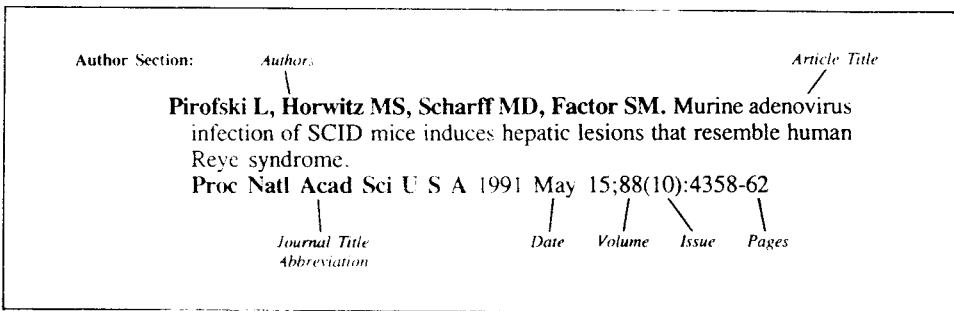 Author Section: Authors Article Title
Pirofski L, Horwitz MS, Scharff MD, Factor SM. Murine adenovirus
infection of SCID mice induces hepatic lesions that resemble human
Reye syndrome.
Proc Natl Acad Sci U S A 1991 May 15;88(10):4358-62
Journal Title Date Volume Issue Pages
Abbreviation